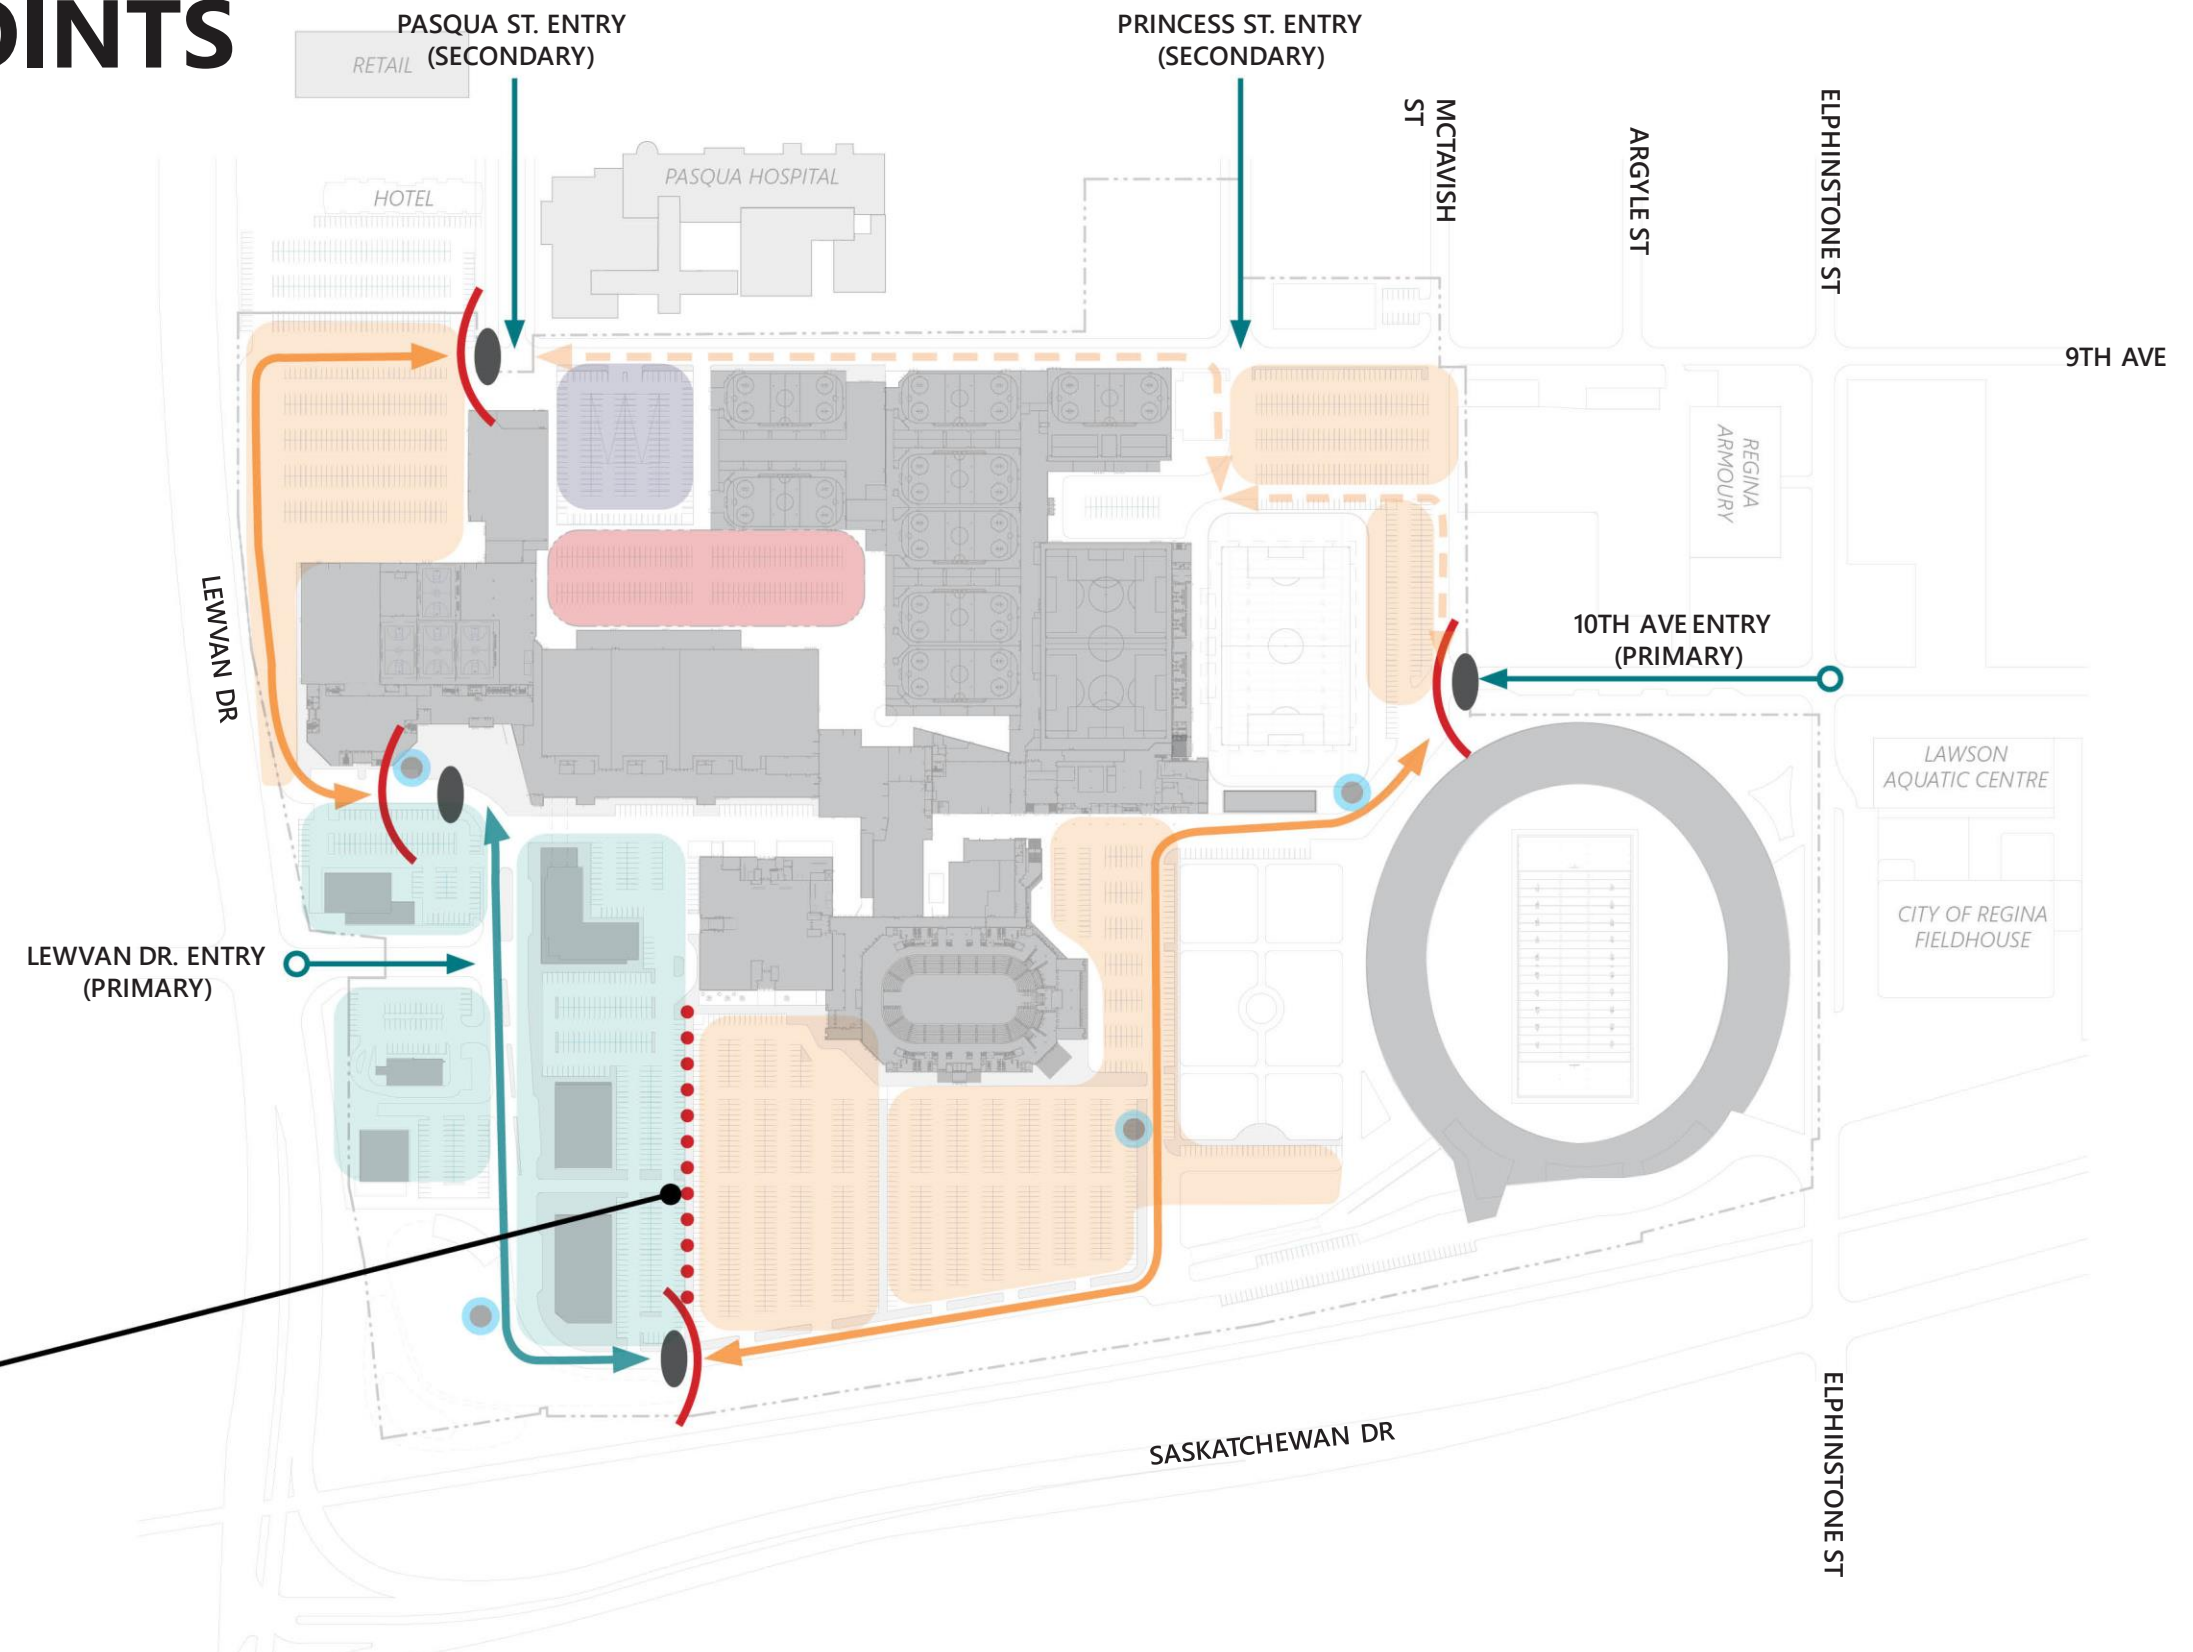 OINTS
PASQUA ST. ENTRY
(SECONDARY)
PRINCESS ST. ENTRY
(SECONDARY)
RETAIL
MCTAVISH
ST
ARGYLE ST
ELPHINSTONE ST
PASQUA HOSPITAL
HOTEL
9TH AVE
REGINA
ARMOURY
LEWVAN DR
10TH AVE ENTRY
(PRIMARY)
LAWSON
AQUATIC CENTRE
CITY OF REGINA
FIELDHOUSE
LEWVAN DR. ENTRY
(PRIMARY)
SASKATCHEWAN DR
ELPHINSTONE ST